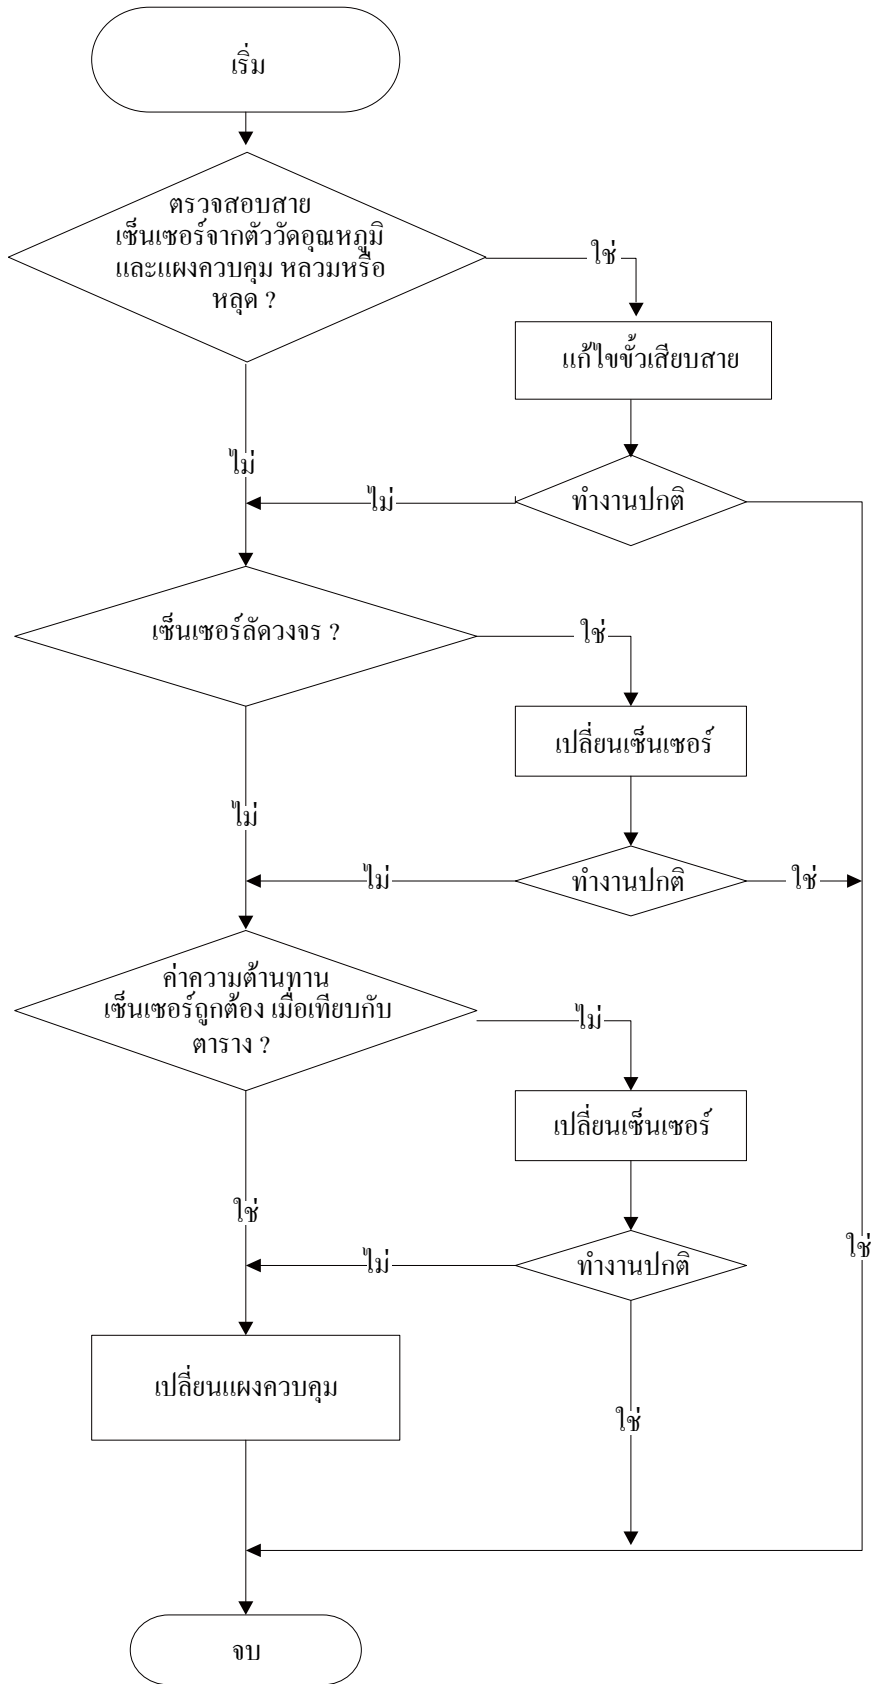 เริ่ม
ตรวจสอบสาย
เซ็นเซอร์จากตัววัดอุณหภูมิ
และแผงควบคุม หลวมหรือ
หลุด ?
ใช่
แก้ไขขั้วเสียบสาย
ไม่
ไม่
ทำงานปกติ
เซ็นเซอร์ลัดวงจร ?
ใช่
เปลี่ยนเซ็นเซอร์
ไม่
ไม่
ทำงานปกติ
ใช่
ค่าความต้านทาน
เซ็นเซอร์ถูกต้อง เมื่อเทียบกับ
ตาราง ?
ไม่
เปลี่ยนเซ็นเซอร์
ใช่
ไม่
ทำงานปกติ
ใช่
เปลี่ยนแผงควบคุม
ใช่
จบ